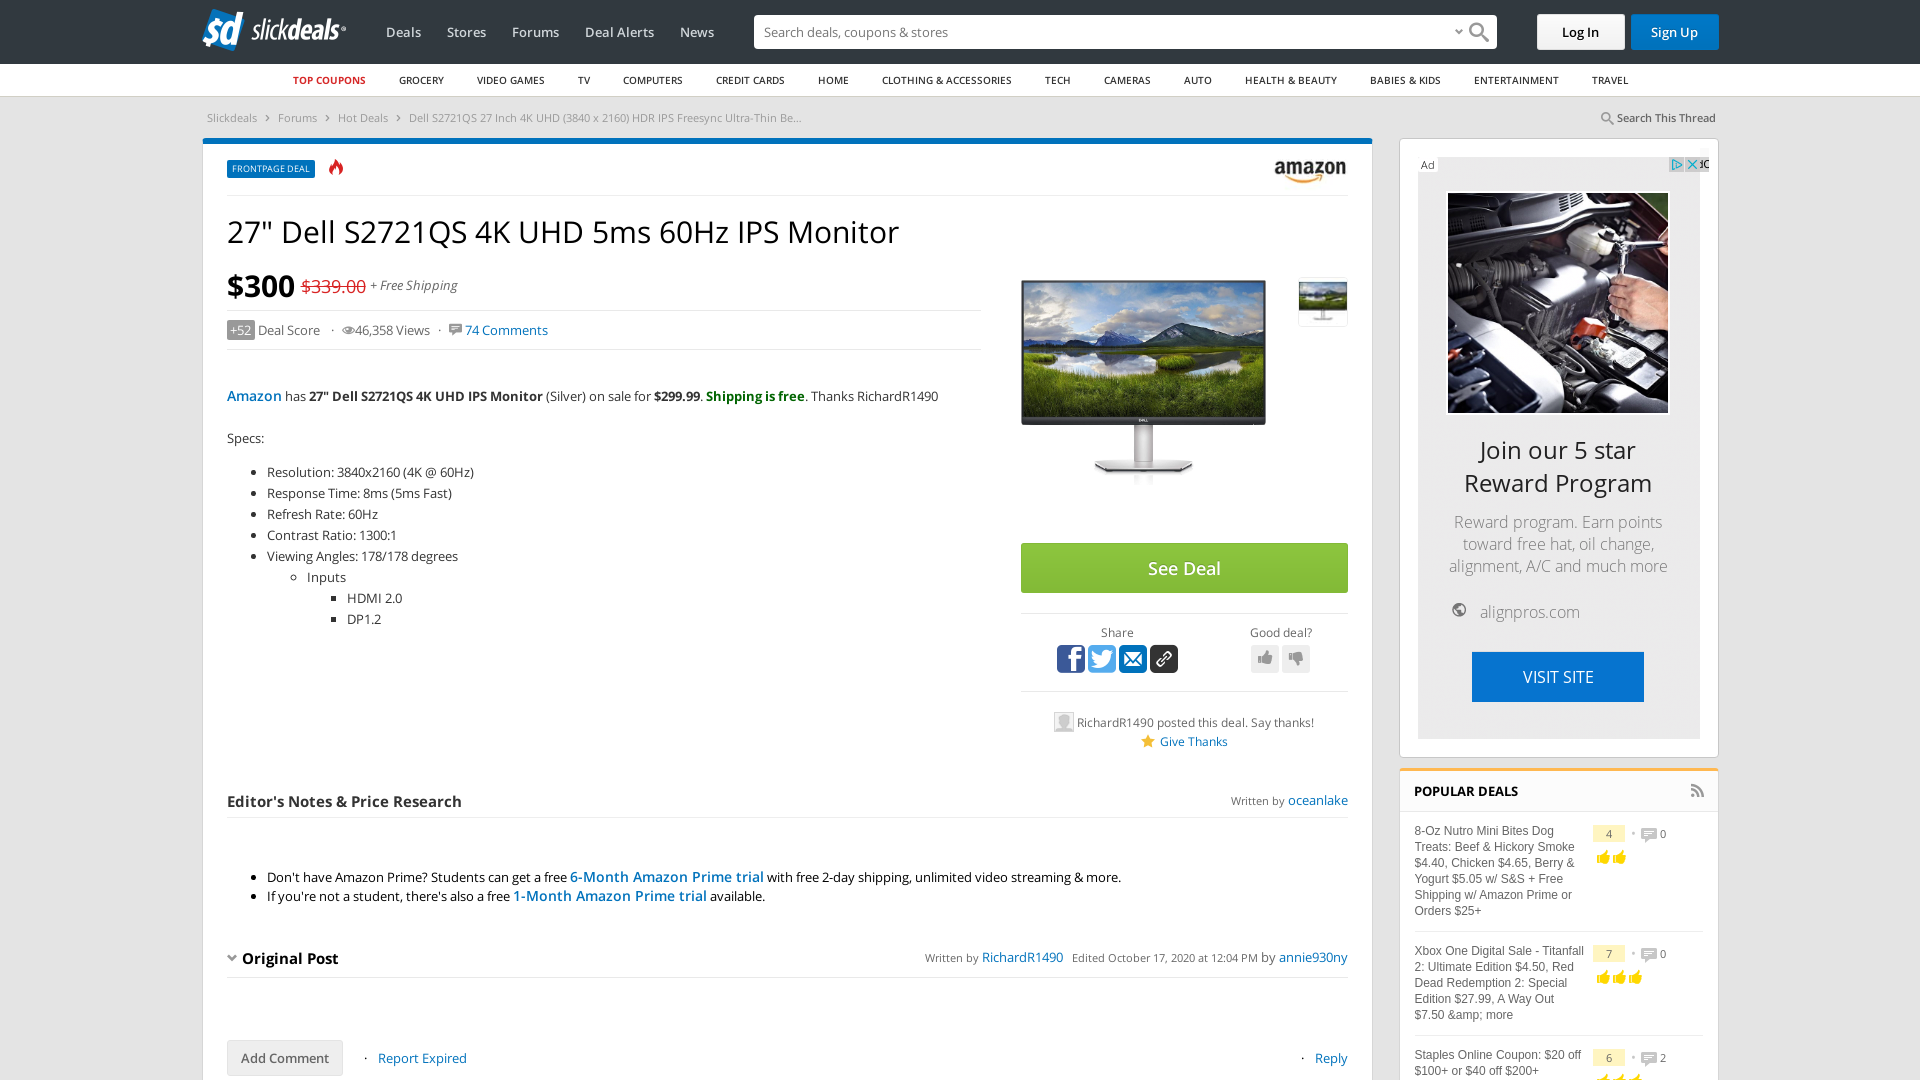 slickdeals
Deals
Stores
Forums
Deal Alerts
News
Search deals, coupons & stores
Log In
Sign Up
TOP COUPONS
GROCERY
VIDEO GAMES
TV
COMPUTERS
CREDIT CARDS
HOME
CLOTHING & ACCESSORIES
TECH
CAMERAS
AUTO
HEALTH & BEAUTY
BABIES & KIDS
ENTERTAINMENT
TRAVEL
Slickdeals > Forums > Hot Deals > Dell S2721QS 27 Inch 4K UHD (3840 x 2160) HDR IPS Freesync Ultra-Thin Be...
Search This Thread
FRONTPAGE DEAL
amazon
27" Dell S2721QS 4K UHD 5ms 60Hz IPS Monitor
$300 $339.00 + Free Shipping
+52 Deal Score · 46,358 Views · 74 Comments
Amazon has 27" Dell S2721QS 4K UHD IPS Monitor (Silver) on sale for $299.99. Shipping is free. Thanks RichardR1490
Specs:
Resolution: 3840x2160 (4K @ 60Hz)
Response Time: 8ms (5ms Fast)
Refresh Rate: 60Hz
Contrast Ratio: 1300:1
Viewing Angles: 178/178 degrees
Inputs
HDMI 2.0
DP1.2
See Deal
Share
Good deal?
RichardR1490 posted this deal. Say thanks!
Give Thanks
Editor's Notes & Price Research
Written by oceanlake
Don't have Amazon Prime? Students can get a free 6-Month Amazon Prime trial with free 2-day shipping, unlimited video streaming & more.
If you're not a student, there's also a free 1-Month Amazon Prime trial available.
Original Post
Written by RichardR1490 Edited October 17, 2020 at 12:04 PM by annie930ny
Add Comment
· Report Expired
· Reply
Ad
Join our 5 star
Reward Program
Reward program. Earn points
toward free hat, oil change,
alignment, A/C and much more
alignpros.com
VISIT SITE
POPULAR DEALS
8-Oz Nutro Mini Bites Dog
Treats: Beef & Hickory Smoke
$4.40, Chicken $4.65, Berry &
Yogurt $5.05 w/ S&S + Free
Shipping w/ Amazon Prime or
Orders $25+
4 • 0
Xbox One Digital Sale - Titanfall
2: Ultimate Edition $4.50, Red
Dead Redemption 2: Special
Edition $27.99, A Way Out
$7.50 &amp; more
7 • 0
Staples Online Coupon: $20 off
$100+ or $40 off $200+
6 • 2